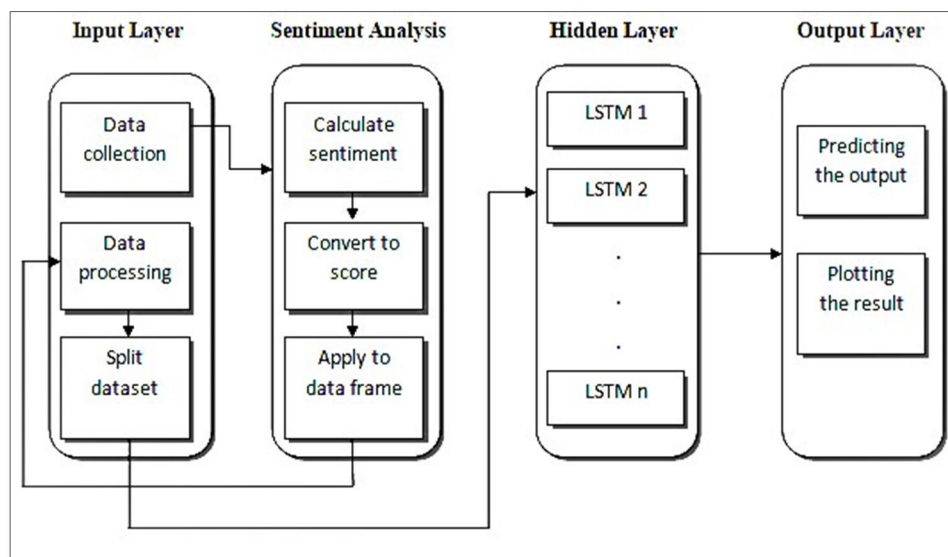 Input Layer
Sentiment Analysis
Hidden Layer
Output Layer
Data
collection
Data
processing
Split
dataset
Calculate
sentiment
Convert to
score
Apply to
data frame
LSTM 1
LSTM 2
.
.
.
LSTM n
Predicting
the output
Plotting
the result